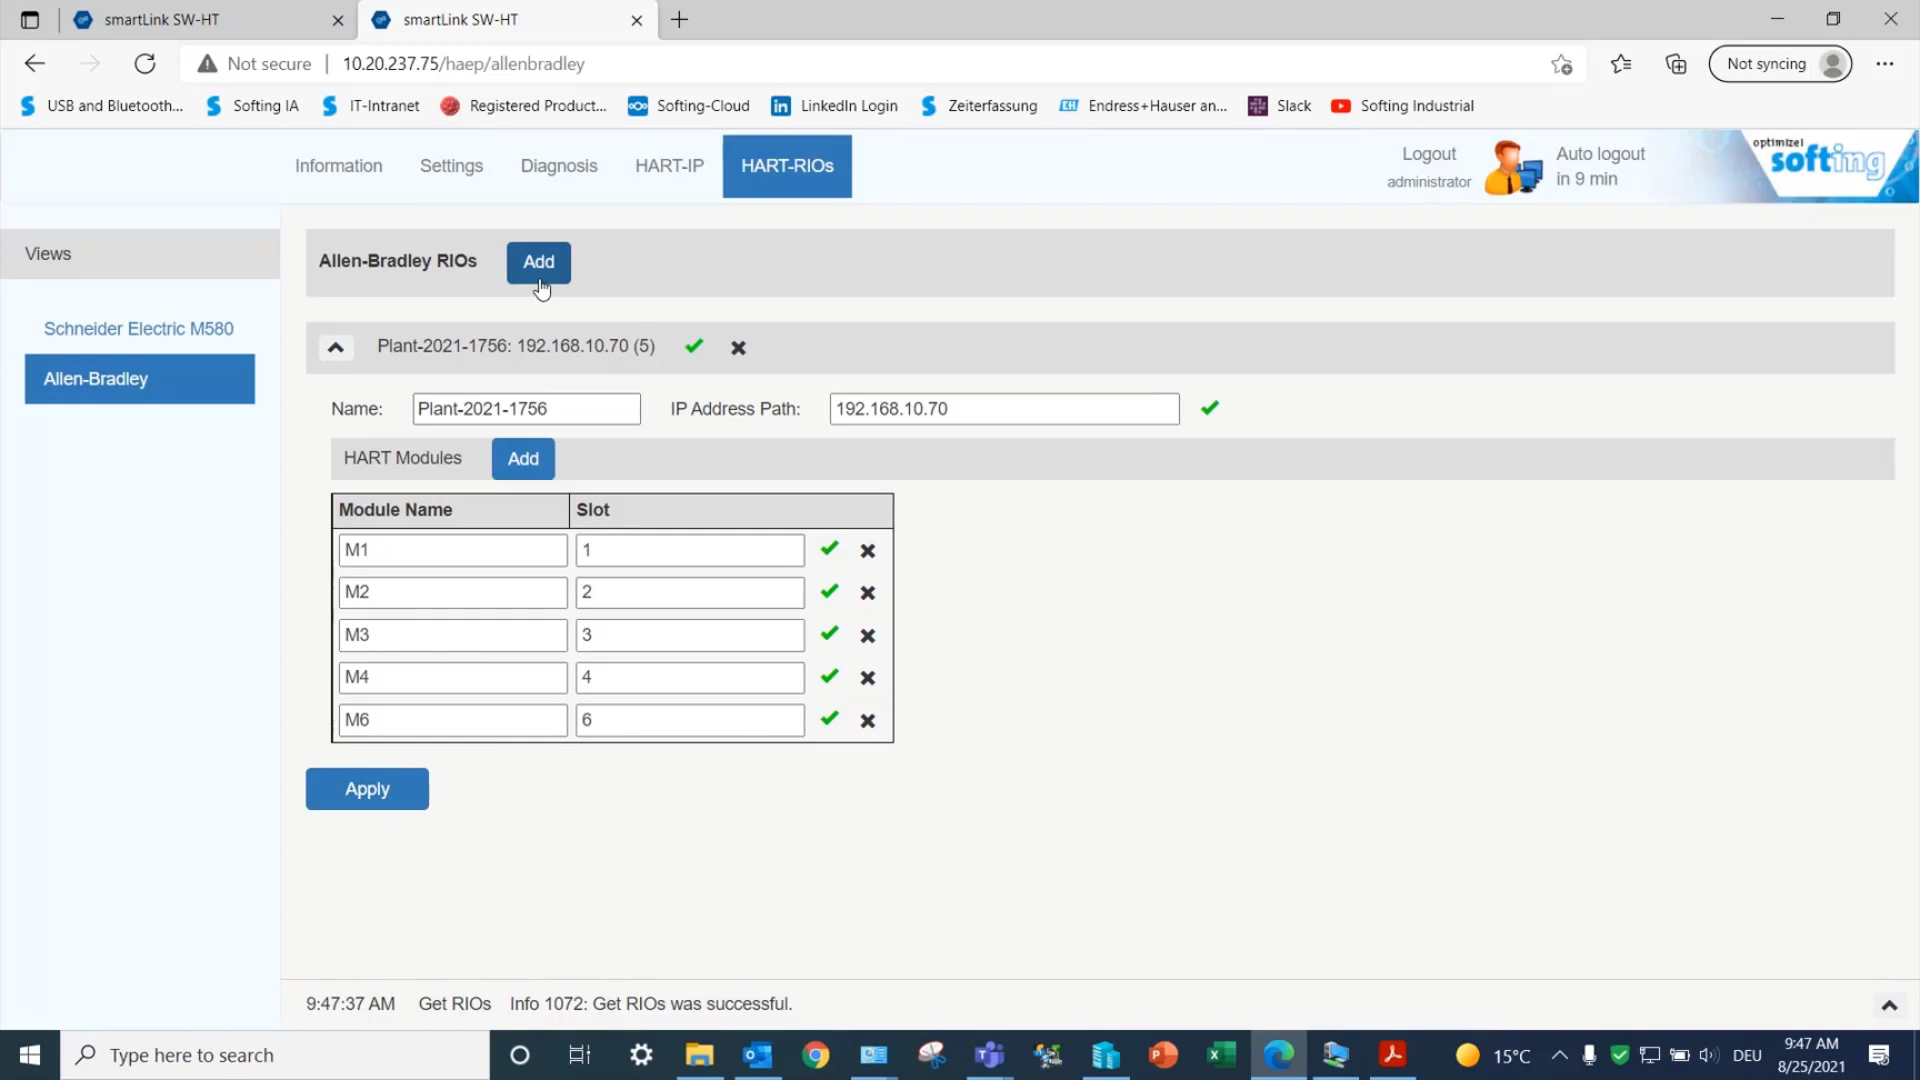 smartLink SW-HT
smartLink SW-HT
Not secure
10.20.237.75/haep/allenbradley
Not syncing
USB and Bluetooth...
Softing IA
IT-Intranet
Registered Product...
Softing-Cloud
LinkedIn Login
Zeiterfassung
Endress+Hauser an...
Slack
Softing Industrial
Information
Settings
Diagnosis
HART-IP
HART-RIOs
Logout
administrator
Auto logout
in 9 min
optimize!
softing
Views
Schneider Electric M580
Allen-Bradley
Allen-Bradley RIOs
Add
Plant-2021-1756: 192.168.10.70 (5)
Name:
Plant-2021-1756
IP Address Path:
192.168.10.70
HART Modules
Add
Module Name
Slot
M1
1
M2
2
M3
3
M4
4
M6
6
Apply
9:47:37 AM
Get RIOs
Info 1072: Get RIOs was successful.
Type here to search
15°C
DEU
9:47 AM
8/25/2021